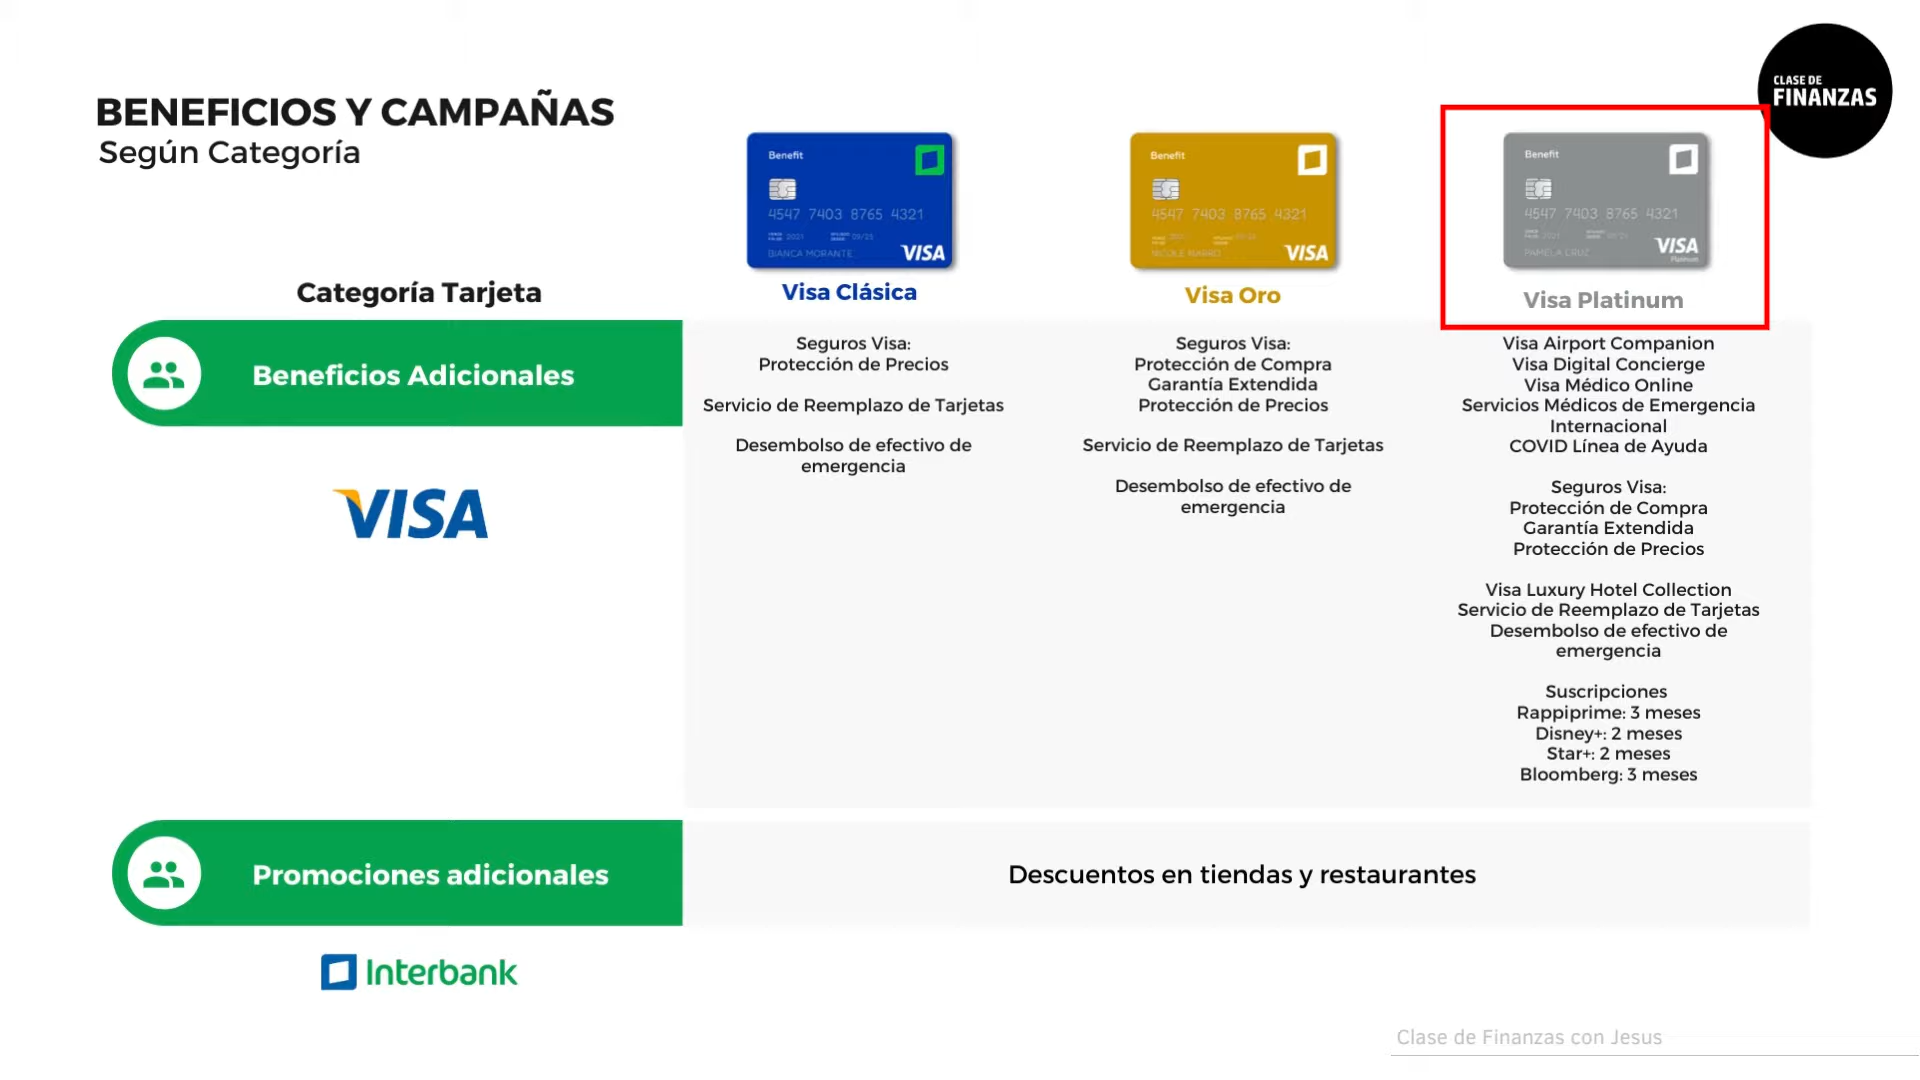 CLASE DE
FINANZAS
BENEFICIOS Y CAMPAÑAS
Según Categoría
Benefit
4547 7403 8765 4321
BIANCA MORANTE
VISA
Benefit
4547 7403 8765 4321
VISA
Benefit
4547 7403 8765 4321
PAMELA CRUZ
VISA
Platinum
Categoría Tarjeta
Visa Clásica
Visa Oro
Visa Platinum
Beneficios Adicionales
VISA
Seguros Visa:
Protección de Precios
Servicio de Reemplazo de Tarjetas
Desembolso de efectivo de
emergencia
Seguros Visa:
Protección de Compra
Garantía Extendida
Protección de Precios
Servicio de Reemplazo de Tarjetas
Desembolso de efectivo de
emergencia
Visa Airport Companion
Visa Digital Concierge
Visa Médico Online
Servicios Médicos de Emergencia
Internacional
COVID Línea de Ayuda
Seguros Visa:
Protección de Compra
Garantía Extendida
Protección de Precios
Visa Luxury Hotel Collection
Servicio de Reemplazo de Tarjetas
Desembolso de efectivo de
emergencia
Suscripciones
Rappiprime: 3 meses
Disney+: 2 meses
Star+: 2 meses
Bloomberg: 3 meses
Promociones adicionales
Descuentos en tiendas y restaurantes
Interbank
Clase de Finanzas con Jesus